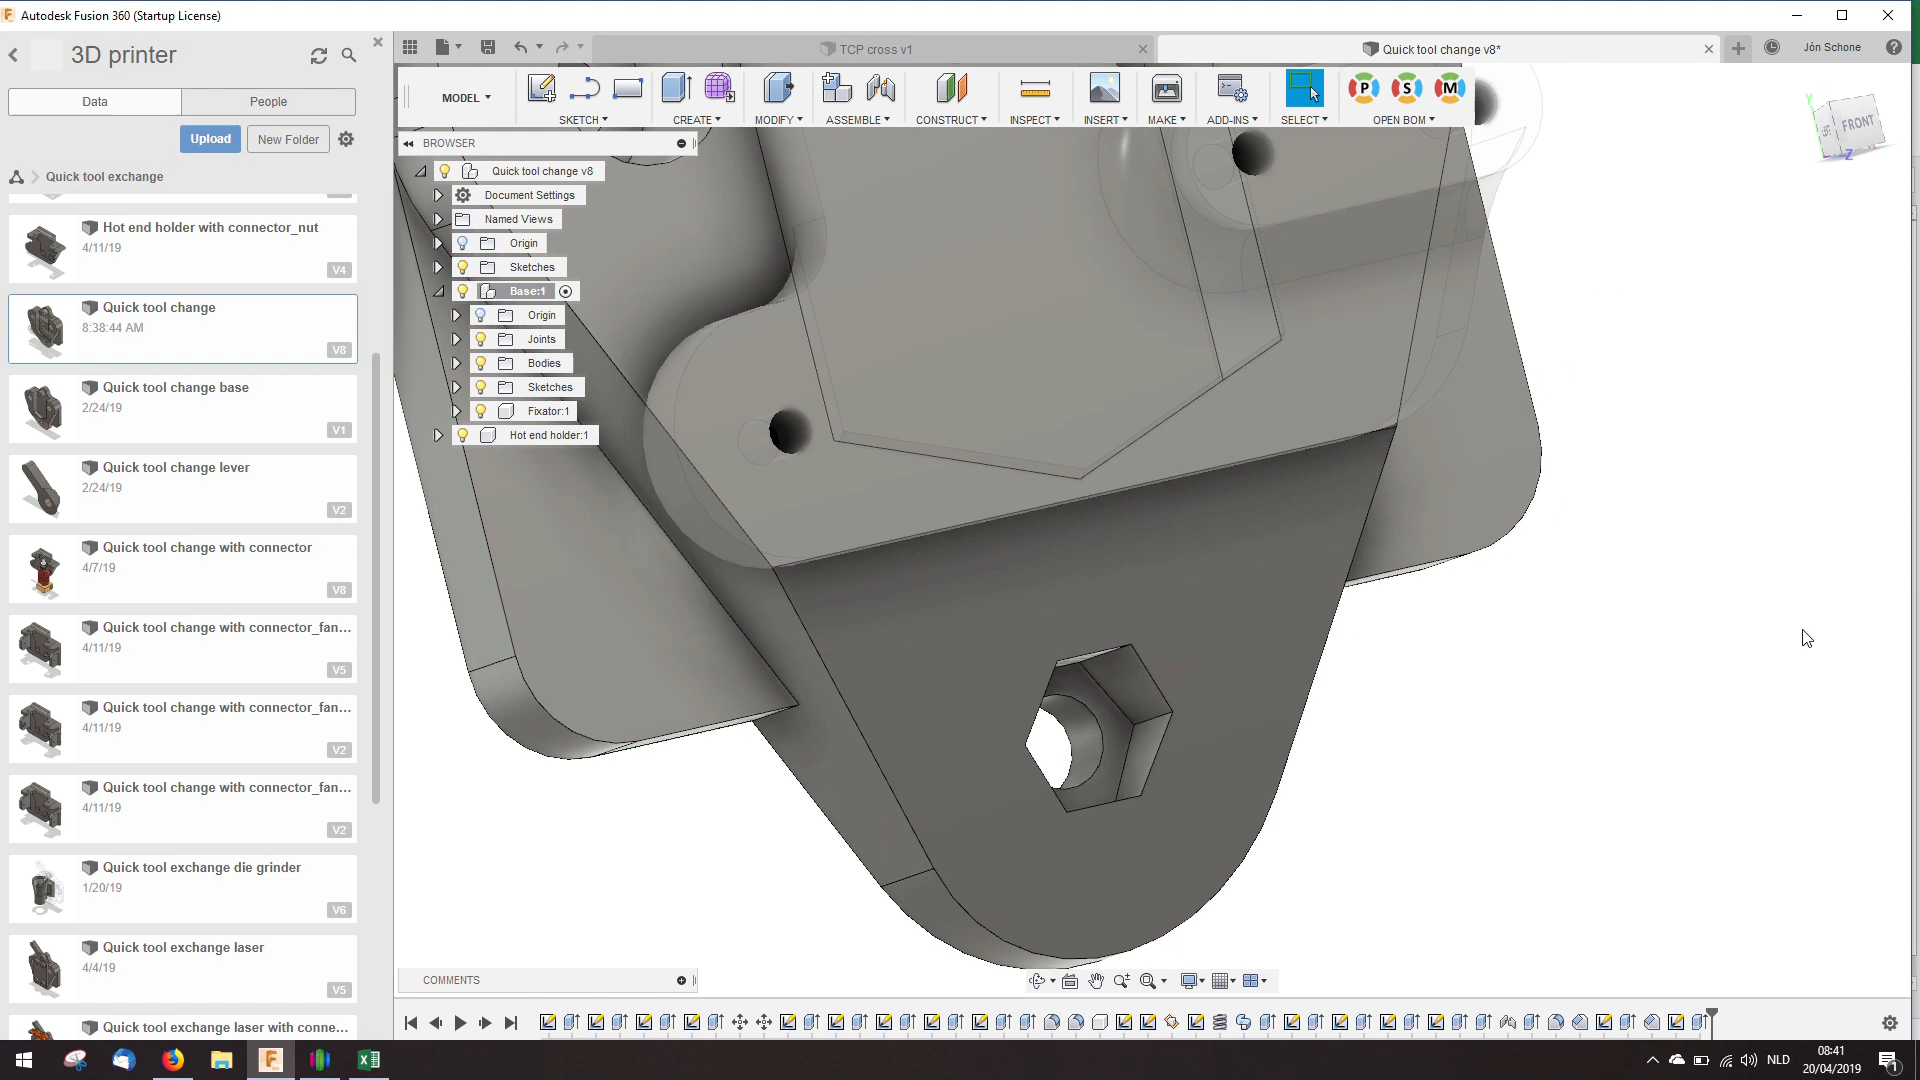 Autodesk Fusion 360 (Startup License)
3D printer
Data
People
Upload
New Folder
Quick tool exchange
Hot end holder with connector_nut
4/11/19
V4
Quick tool change
8:38:44 AM
V8
Quick tool change base
2/24/19
V1
Quick tool change lever
2/24/19
V2
Quick tool change with connector
4/7/19
V8
Quick tool change with connector_fan...
4/11/19
V5
Quick tool change with connector_fan...
4/11/19
V2
Quick tool change with connector_fan...
4/11/19
V2
Quick tool exchange die grinder
1/20/19
V6
Quick tool exchange laser
4/4/19
V5
Quick tool exchange laser with conne...
TCP cross v1
Quick tool change v8*
Jón Schone
MODEL
SKETCH
CREATE
MODIFY
ASSEMBLE
CONSTRUCT
INSPECT
INSERT
MAKE
ADD-INS
SELECT
P S M
OPEN BOM
BROWSER
Quick tool change v8
Document Settings
Named Views
Origin
Sketches
Base:1
Origin
Joints
Bodies
Sketches
Fixator:1
Hot end holder:1
Y
FRONT
Z
COMMENTS
NLD
08:41
20/04/2019
1